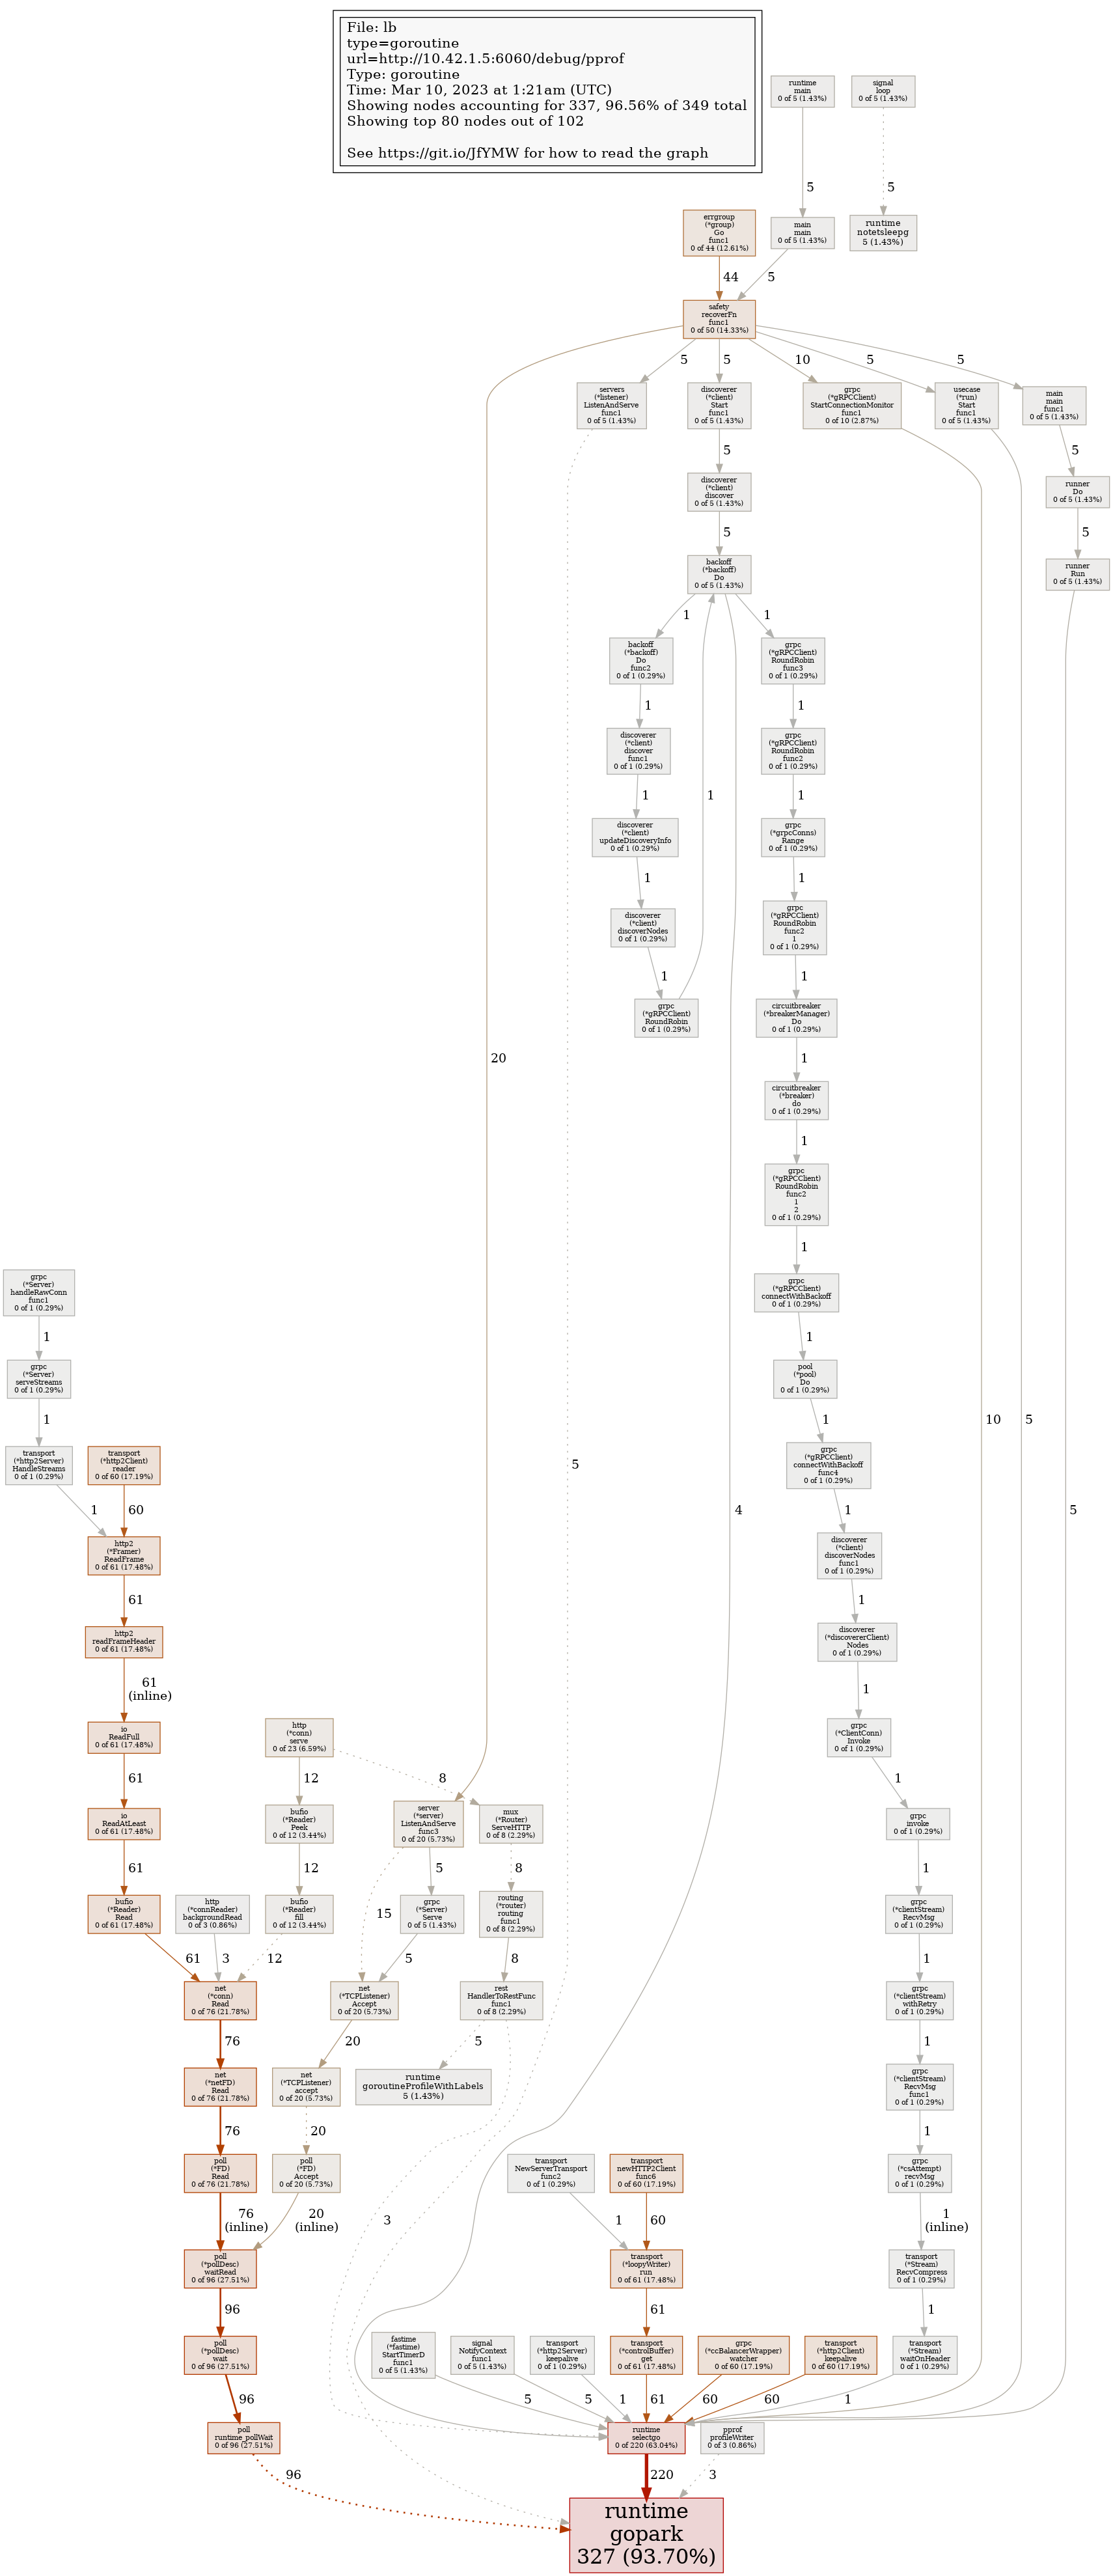 File: lb
type=goroutine
url=http://10.42.1.5:6060/debug/pprof
Type: goroutine
Time: Mar 10, 2023 at 1:21am (UTC)
Showing nodes accounting for 337, 96.56% of 349 total
Showing top 80 nodes out of 102
See https://git.io/JfYMW for how to read the graph
runtime
main
0 of 5 (1.43%)
signal
loop
0 of 5 (1.43%)
5
5
errgroup
(*group)
Go
func1
0 of 44 (12.61%)
main
main
0 of 5 (1.43%)
runtime
notetsleepg
5 (1.43%)
44
5
safety
recoverFn
func1
0 of 50 (14.33%)
5
5
10
5
5
servers
(*listener)
ListenAndServe
func1
0 of 5 (1.43%)
discoverer
(*client)
Start
func1
0 of 5 (1.43%)
grpc
(*gRPCClient)
StartConnectionMonitor
func1
0 of 10 (2.87%)
usecase
(*run)
Start
func1
0 of 5 (1.43%)
main
main
func1
0 of 5 (1.43%)
5
5
discoverer
(*client)
discover
0 of 5 (1.43%)
runner
Do
0 of 5 (1.43%)
5
5
backoff
(*backoff)
Do
0 of 5 (1.43%)
runner
Run
0 of 5 (1.43%)
1
1
backoff
(*backoff)
Do
func2
0 of 1 (0.29%)
grpc
(*gRPCClient)
RoundRobin
func3
0 of 1 (0.29%)
1
1
discoverer
(*client)
discover
func1
0 of 1 (0.29%)
grpc
(*gRPCClient)
RoundRobin
func2
0 of 1 (0.29%)
1
1
1
discoverer
(*client)
updateDiscoveryInfo
0 of 1 (0.29%)
grpc
(*grpcConns)
Range
0 of 1 (0.29%)
1
1
discoverer
(*client)
discoverNodes
0 of 1 (0.29%)
grpc
(*gRPCClient)
RoundRobin
func2
1
0 of 1 (0.29%)
1
1
grpc
(*gRPCClient)
RoundRobin
0 of 1 (0.29%)
circuitbreaker
(*breakerManager)
Do
0 of 1 (0.29%)
20
1
circuitbreaker
(*breaker)
do
0 of 1 (0.29%)
1
grpc
(*gRPCClient)
RoundRobin
func2
1
2
0 of 1 (0.29%)
1
grpc
(*Server)
handleRawConn
func1
0 of 1 (0.29%)
grpc
(*gRPCClient)
connectWithBackoff
0 of 1 (0.29%)
1
1
grpc
(*Server)
serveStreams
0 of 1 (0.29%)
pool
(*pool)
Do
0 of 1 (0.29%)
1
1
10
5
transport
(*http2Server)
HandleStreams
0 of 1 (0.29%)
transport
(*http2Client)
reader
0 of 60 (17.19%)
5
grpc
(*gRPCClient)
connectWithBackoff
func4
0 of 1 (0.29%)
1
60
4
1
5
http2
(*Framer)
ReadFrame
0 of 61 (17.48%)
discoverer
(*client)
discoverNodes
func1
0 of 1 (0.29%)
61
1
http2
readFrameHeader
0 of 61 (17.48%)
discoverer
(*discovererClient)
Nodes
0 of 1 (0.29%)
61
(inline)
1
io
ReadFull
0 of 61 (17.48%)
http
(*conn)
serve
0 of 23 (6.59%)
grpc
(*ClientConn)
Invoke
0 of 1 (0.29%)
61
12
8
1
io
ReadAtLeast
0 of 61 (17.48%)
bufio
(*Reader)
Peek
0 of 12 (3.44%)
server
(*server)
ListenAndServe
func3
0 of 20 (5.73%)
mux
(*Router)
ServeHTTP
0 of 8 (2.29%)
grpc
invoke
0 of 1 (0.29%)
61
12
5
8
1
bufio
(*Reader)
Read
0 of 61 (17.48%)
http
(*connReader)
backgroundRead
0 of 3 (0.86%)
bufio
(*Reader)
fill
0 of 12 (3.44%)
15
grpc
(*Server)
Serve
0 of 5 (1.43%)
routing
(*router)
routing
func1
0 of 8 (2.29%)
grpc
(*clientStream)
RecvMsg
0 of 1 (0.29%)
61
3
12
5
8
1
net
(*conn)
Read
0 of 76 (21.78%)
net
(*TCPListener)
Accept
0 of 20 (5.73%)
rest
HandlerToRestFunc
func1
0 of 8 (2.29%)
grpc
(*clientStream)
withRetry
0 of 1 (0.29%)
76
20
5
1
net
(*netFD)
Read
0 of 76 (21.78%)
net
(*TCPListener)
accept
0 of 20 (5.73%)
runtime
goroutineProfileWithLabels
5 (1.43%)
grpc
(*clientStream)
RecvMsg
func1
0 of 1 (0.29%)
76
20
1
poll
(*FD)
Read
0 of 76 (21.78%)
poll
(*FD)
Accept
0 of 20 (5.73%)
transport
NewServerTransport
func2
0 of 1 (0.29%)
transport
newHTTP2Client
func6
0 of 60 (17.19%)
grpc
(*csAttempt)
recvMsg
0 of 1 (0.29%)
76
(inline)
20
(inline)
3
1
60
1
(inline)
poll
(*pollDesc)
waitRead
0 of 96 (27.51%)
transport
(*loopyWriter)
run
0 of 61 (17.48%)
transport
(*Stream)
RecvCompress
0 of 1 (0.29%)
96
61
1
poll
(*pollDesc)
wait
0 of 96 (27.51%)
fastime
(*fastime)
StartTimerD
func1
0 of 5 (1.43%)
signal
NotifyContext
func1
0 of 5 (1.43%)
transport
(*http2Server)
keepalive
0 of 1 (0.29%)
transport
(*controlBuffer)
get
0 of 61 (17.48%)
grpc
(*ccBalancerWrapper)
watcher
0 of 60 (17.19%)
transport
(*http2Client)
keepalive
0 of 60 (17.19%)
transport
(*Stream)
waitOnHeader
0 of 1 (0.29%)
96
5
5
1
61
60
60
1
poll
runtime_pollWait
0 of 96 (27.51%)
runtime
selectgo
0 of 220 (63.04%)
pprof
profileWriter
0 of 3 (0.86%)
96
220
3
runtime
gopark
327 (93.70%)